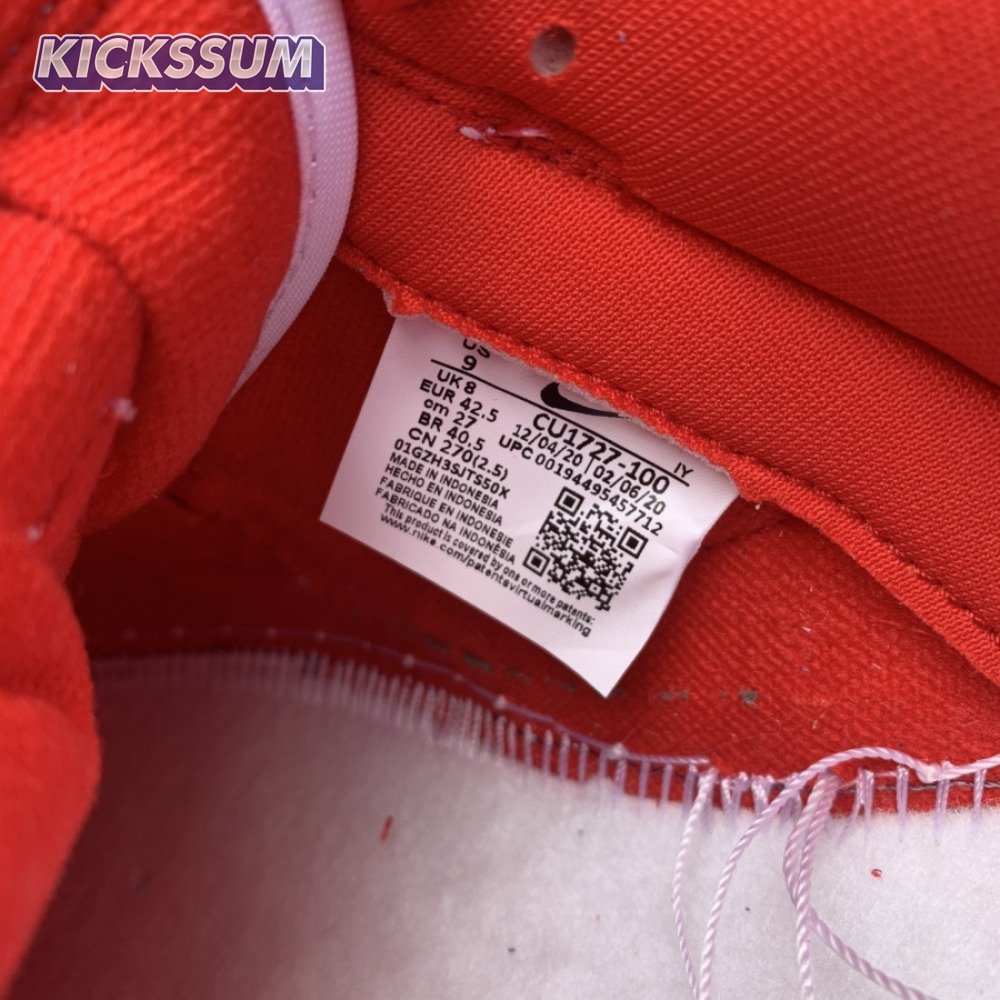 KICKSSUM
US
9
UK 8
EUR 42.5
cm 27
BR 40.5
CN 270(2.5)
01GZH3SJTS50X
MADE IN INDONESIA
HECHO EN INDONESIA
FABRIQUE EN INDONESIE
FABRICADO NA INDONESIA
This product is covered by one or more patents:
www.nike.com/patentsvirtualmarking
CU1727-100 IY
12/04/20 | 02/06/20
UPC 00194495457712